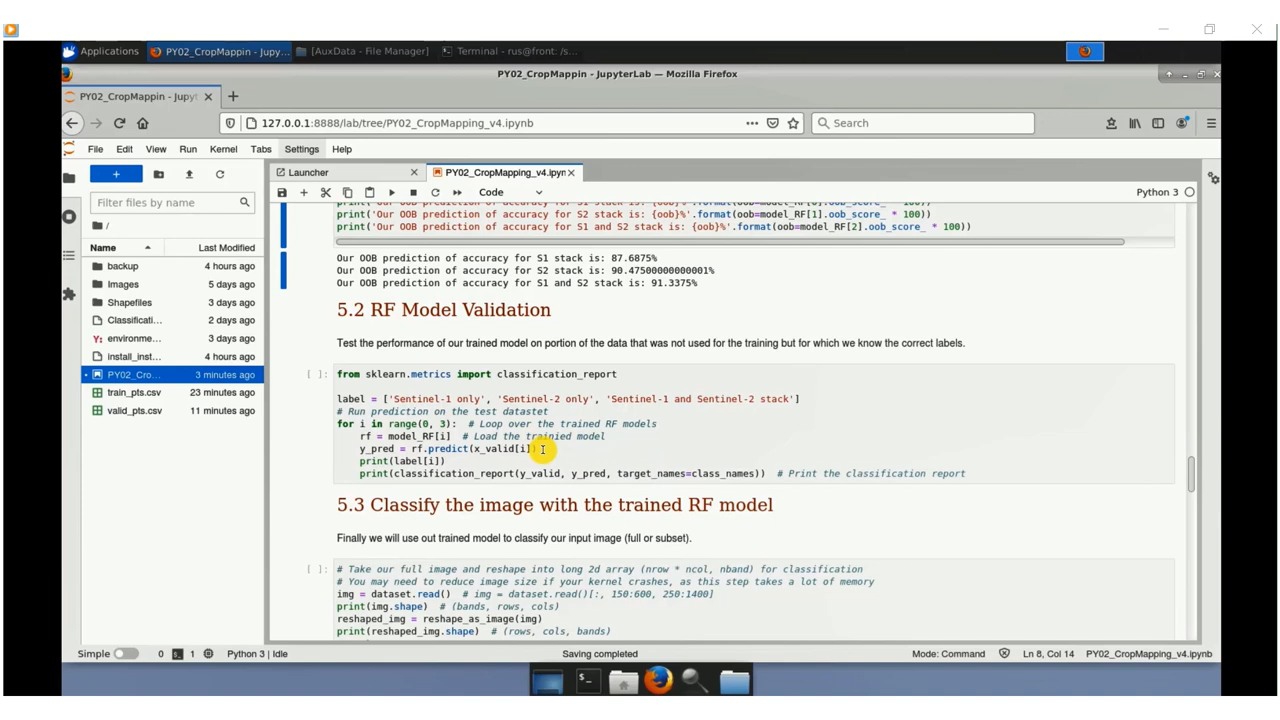 Applications
PY02_CropMappin - Jupy...
[AuxData - File Manager]
Terminal - rus@front: /s...
PY02_CropMappin - JupyterLab — Mozilla Firefox
PY02_CropMappin - Jupyt
127.0.0.1:8888/lab/tree/PY02_CropMapping_v4.ipynb
Search
File Edit View Run Kernel Tabs Settings Help
Launcher
PY02_CropMapping_v4.ipyn
Code
Python 3
Filter files by name
/
Name Last Modified
backup 4 hours ago
Images 5 days ago
Shapefiles 3 days ago
Classificati... 2 days ago
Y: environme... 3 days ago
install_inst... 4 hours ago
PY02_Cro... 3 minutes ago
train_pts.csv 23 minutes ago
valid_pts.csv 11 minutes ago
print('Our OOB prediction of accuracy for S2 stack is: {oob}%'.format(oob=model_RF[1].oob_score_ * 100))
print('Our OOB prediction of accuracy for S1 and S2 stack is: {oob}%'.format(oob=model_RF[2].oob_score_ * 100))
Our OOB prediction of accuracy for S1 stack is: 87.6875%
Our OOB prediction of accuracy for S2 stack is: 90.47500000000001%
Our OOB prediction of accuracy for S1 and S2 stack is: 91.3375%
5.2 RF Model Validation
Test the performance of our trained model on portion of the data that was not used for the training but for which we know the correct labels.
[ ]: from sklearn.metrics import classification_report
label = ['Sentinel-1 only', 'Sentinel-2 only', 'Sentinel-1 and Sentinel-2 stack']
# Run prediction on the test datastet
for i in range(0, 3): # Loop over the trained RF models
rf = model_RF[i] # Load the trainied model
y_pred = rf.predict(x_valid[i])
print(label[i])
print(classification_report(y_valid, y_pred, target_names=class_names)) # Print the classification report
5.3 Classify the image with the trained RF model
Finally we will use out trained model to classify our input image (full or subset).
[ ]: # Take our full image and reshape into long 2d array (nrow * ncol, nband) for classification
# You may need to reduce image size if your kernel crashes, as this step takes a lot of memory
img = dataset.read() # img = dataset.read()[:, 150:600, 250:1400]
print(img.shape) # (bands, rows, cols)
reshaped_img = reshape_as_image(img)
print(reshaped_img.shape) # (rows, cols, bands)
Simple 0 1 Python 3 | Idle Saving completed Mode: Command Ln 8, Col 14 PY02_CropMapping_v4.ipynb